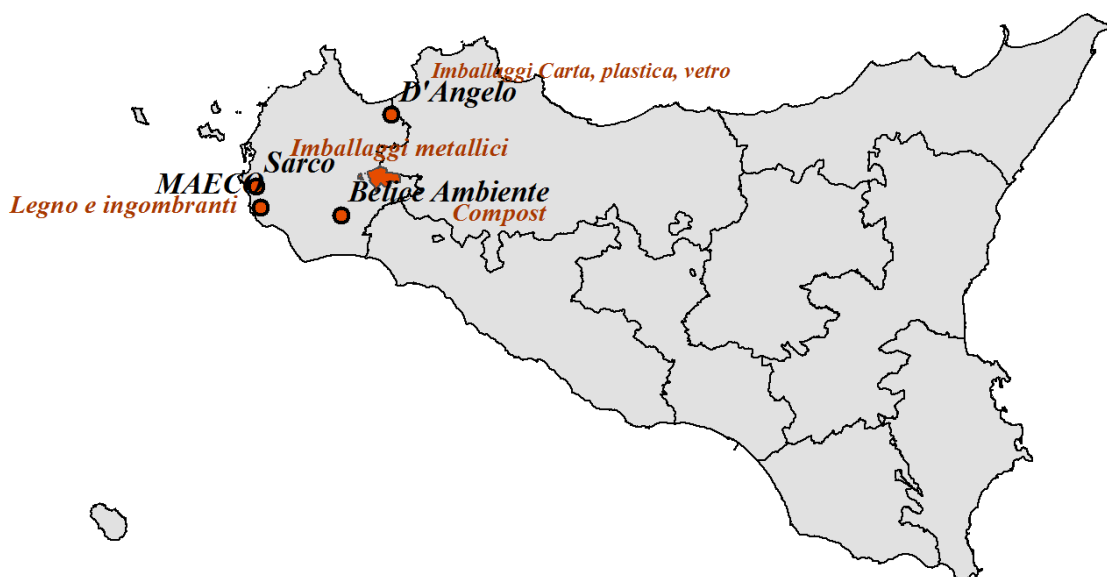 Imballaggi Carta, plastica, vetro
D'Angelo
Imballaggi metallici
Sarco
MAECO
Belice Ambiente
Legno e ingombranti
Compost